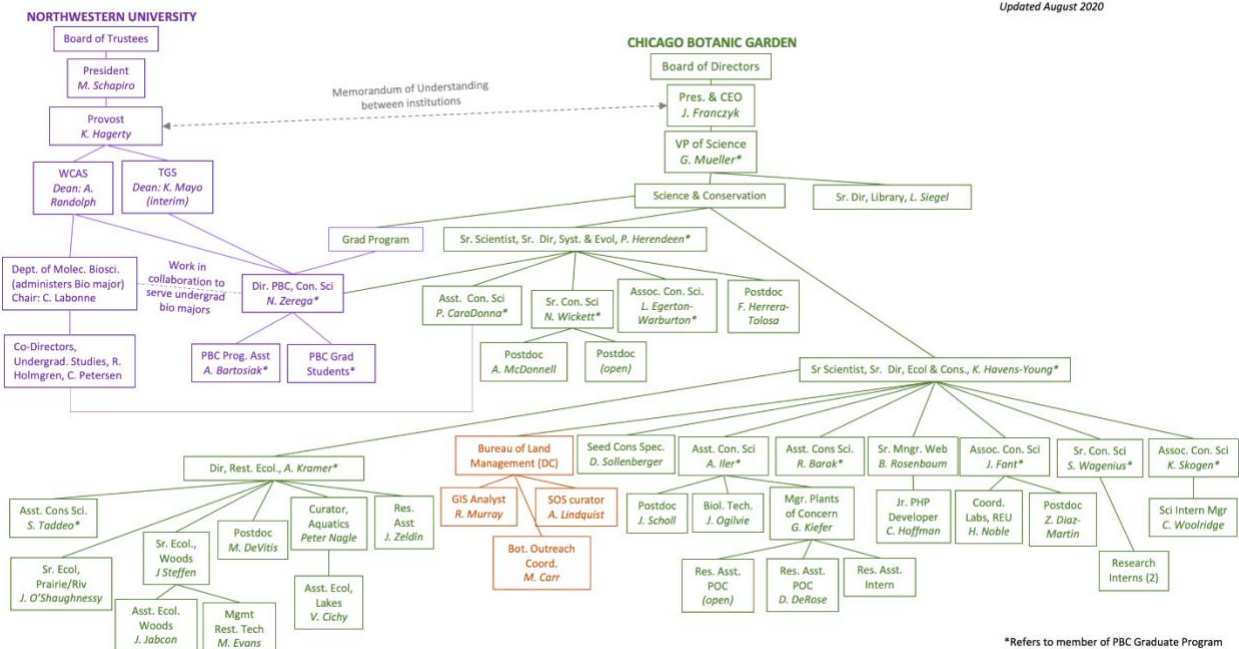 Updated August 2020
NORTHWESTERN UNIVERSITY
Board of Trustees
President
M. Schapiro
Provost
K. Hagerty
WCAS
Dean: A.
Randolph
TGS
Dean: K. Mayo
(interim)
Memorandum of Understanding
between institutions
CHICAGO BOTANIC GARDEN
Board of Directors
Pres. & CEO
J. Franczyk
VP of Science
G. Mueller*
Science & Conservation
Sr. Dir, Library, L. Siegel
Grad Program
Sr. Scientist, Sr. Dir, Syst. & Evol, P. Herendeen*
Dept. of Molec. Biosci.
(administers Bio major)
Chair: C. Labonne
Work in
collaboration to
serve undergrad
bio majors
Dir. PBC, Con. Sci
N. Zerega*
Co-Directors,
Undergrad. Studies, R.
Holmgren, C. Petersen
PBC Prog. Asst
A. Bartosiak*
PBC Grad
Students*
Asst. Con. Sci
P. CaraDonna*
Sr. Con. Sci
N. Wickett*
Assoc. Con. Sci.
L. Egerton-
Warburton*
Postdoc
F. Herrera-
Tolosa
Postdoc
A. McDonnell
Postdoc
(open)
Sr Scientist, Sr. Dir, Ecol & Cons., K. Havens-Young*
Dir, Rest. Ecol., A. Kramer*
Asst. Cons Sci.
S. Taddeo*
Sr. Ecol,
Prairie/Riv
J. O'Shaughnessy
Sr. Ecol.,
Woods
J Steffen
Asst. Ecol.
Woods
J. Jabcon
Mgmt
Rest. Tech
M. Evans
Postdoc
M. DeVitis
Curator,
Aquatics
Peter Nagle
Asst. Ecol,
Lakes
V. Cichy
Res.
Asst
J. Zeldin
Bureau of Land
Management (DC)
GIS Analyst
R. Murray
SOS curator
A. Lindquist
Bot. Outreach
Coord.
M. Carr
Seed Cons Spec.
D. Sollenberger
Asst. Con. Sci
A. Iler*
Postdoc
J. Scholl
Biol. Tech.
J. Ogilvie
Mgr. Plants
of Concern
G. Kiefer
Res. Asst.
POC
(open)
Res. Asst.
POC
D. DeRose
Res. Asst.
Intern
Asst. Cons Sci.
R. Barak*
Sr. Mngr. Web
B. Rosenbaum
Jr. PHP
Developer
C. Hoffman
Assoc. Con. Sci
J. Fant*
Coord.
Labs, REU
H. Noble
Postdoc
Z. Diaz-
Martin
Sr. Con. Sci
S. Wagenius*
Research
Interns (2)
Assoc. Con. Sci
K. Skogen*
Sci Intern Mgr
C. Woolridge
*Refers to member of PBC Graduate Program